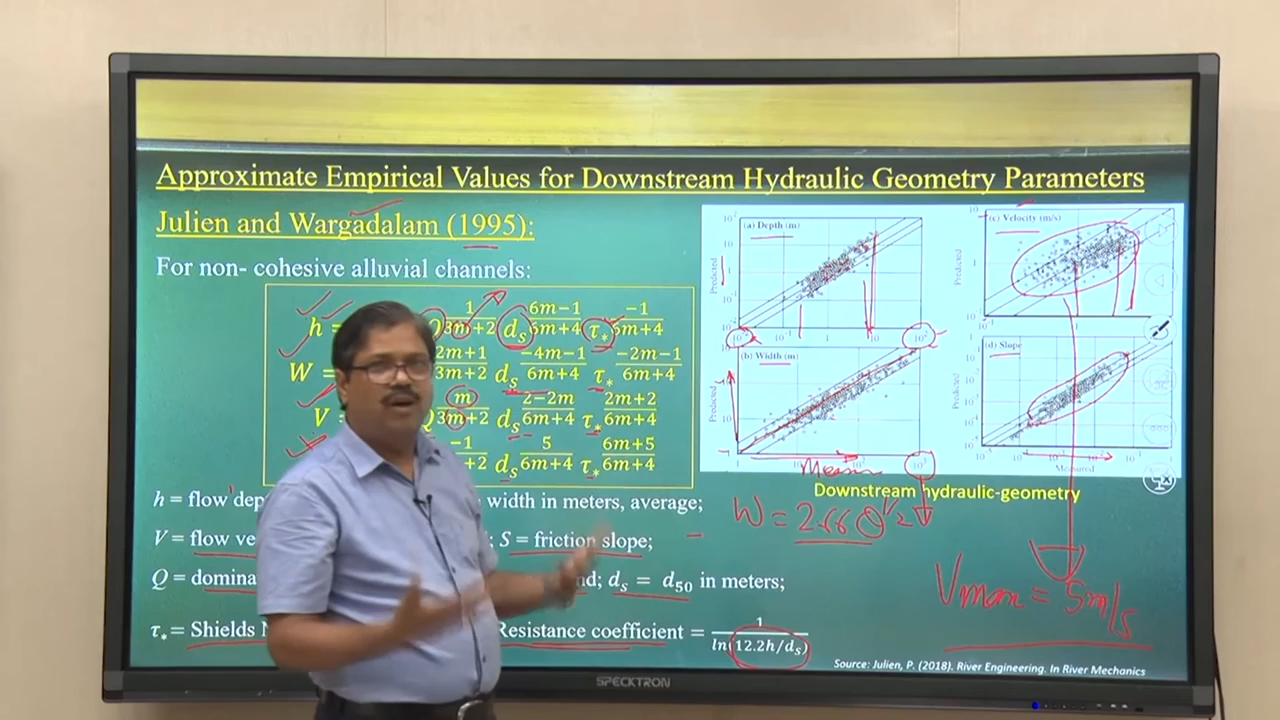 Approximate Empirical Values for Downstream Hydraulic Geometry Parameters
Julien and Wargadalam (1995):
For non- cohesive alluvial channels:
h = 1/3m+2 d_s 6m−1/6m+4 τ_* −1/6m+4
W = 2m+1/3m+2 d_s −4m−1/6m+4 τ_* −2m−1/6m+4
V = Q m/3m+2 d_s 2−2m/6m+4 τ_* 2m+2/6m+4
−1/+2 d_s 5/6m+4 τ_* 6m+5/6m+4
h = flow width in meters, average;
V = flow S = friction slope;
Q = d_s = d_50 in meters;
τ_* = Shields Resistance coefficient = 1/ln(12.2h/d_s)
(a) Depth (m)
Predicted
(b) Width (m)
Predicted
(c) Velocity (m/s)
Predicted
(d) Slope
Predicted
Measured
Downstream hydraulic-geometry
W = 2.66 Q^1/2
= 5m/s
Source: Julien, P. (2018). River Engineering. In River Mechanics
SPECKTRON